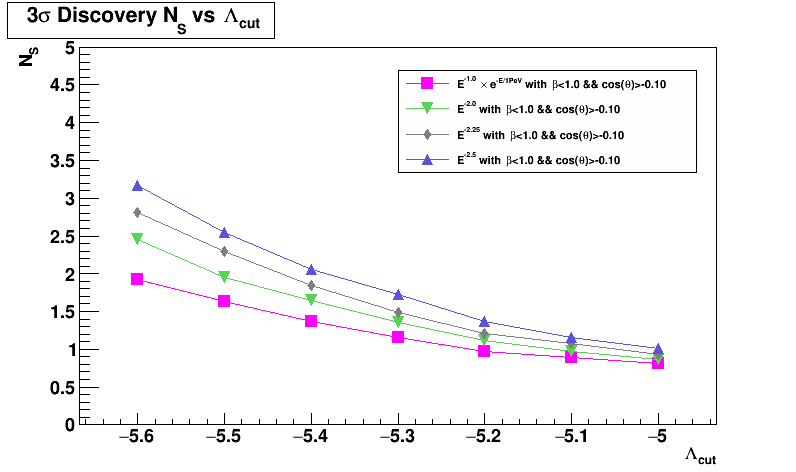 3σ Discovery N_S vs Λ_cut
N_S
5
4.5
4
3.5
3
2.5
2
1.5
1
0.5
0
E^-1.0 × e^-E/1PeV with β<1.0 && cos(θ)>-0.10
E^-2.0 with β<1.0 && cos(θ)>-0.10
E^-2.25 with β<1.0 && cos(θ)>-0.10
E^-2.5 with β<1.0 && cos(θ)>-0.10
−5.6 −5.5 −5.4 −5.3 −5.2 −5.1 −5
Λ_cut